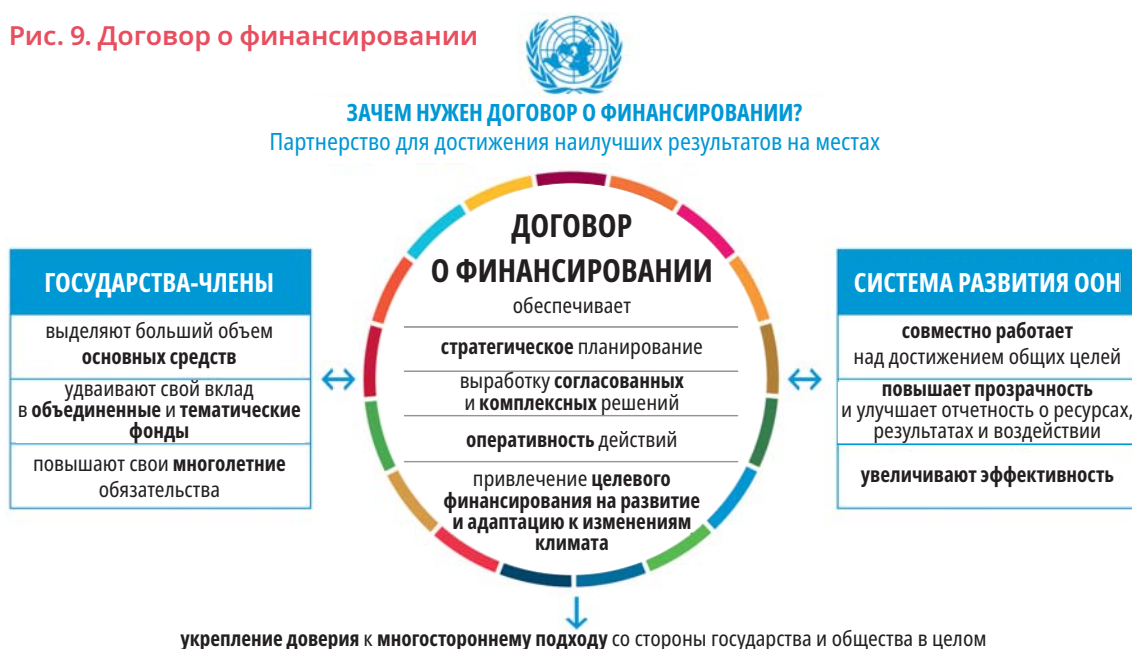 Рис. 9. Договор о финансировании
ЗАЧЕМ НУЖЕН ДОГОВОР О ФИНАНСИРОВАНИИ?
Партнерство для достижения наилучших результатов на местах
ГОСУДАРСТВА-ЧЛЕНЫ
выделяют больший объем
основных средств
удваивают свой вклад
в объединенные и тематические
фонды
повышают свои многолетние
обязательства
ДОГОВОР
О ФИНАНСИРОВАНИИ
обеспечивает
стратегическое планирование
выработку согласованных
и комплексных решений
оперативность действий
привлечение целевого
финансирования на развитие
и адаптацию к изменениям
климата
СИСТЕМА РАЗВИТИЯ ООН
совместно работает
над достижением общих целей
повышает прозрачность
и улучшает отчетность о ресурсах,
результатах и воздействии
увеличивают эффективность
укрепление доверия к многостороннему подходу со стороны государства и общества в целом